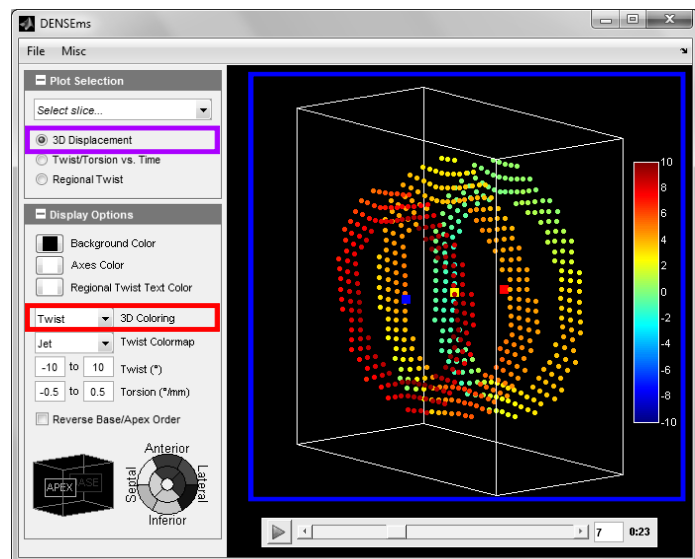 DENSEms
File Misc
Plot Selection
Select slice...
3D Displacement
Twist/Torsion vs. Time
Regional Twist
Display Options
Background Color
Axes Color
Regional Twist Text Color
Twist 3D Coloring
Jet Twist Colormap
-10 to 10 Twist (°)
-0.5 to 0.5 Torsion (°/mm)
Reverse Base/Apex Order
APEX BASE
Anterior
Septal
Lateral
Inferior
10
8
6
4
2
0
-2
-4
-6
-8
-10
7 0:23